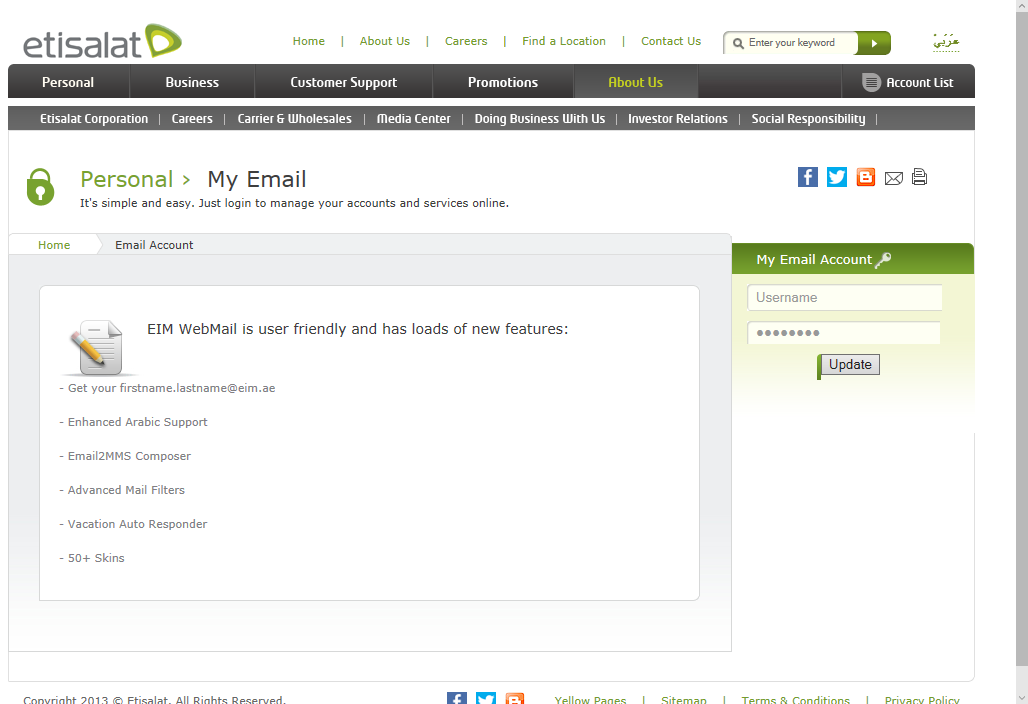 etisalat
Home | About Us | Careers | Find a Location | Contact Us
Enter your keyword
عَرَبيْ
Personal Business Customer Support Promotions About Us Account List
Etisalat Corporation | Careers | Carrier & Wholesales | Media Center | Doing Business With Us | Investor Relations | Social Responsibility |
Personal › My Email
It's simple and easy. Just login to manage your accounts and services online.
Home Email Account
My Email Account
Username
Update
EIM WebMail is user friendly and has loads of new features:
- Get your firstname.lastname@eim.ae
- Enhanced Arabic Support
- Email2MMS Composer
- Advanced Mail Filters
- Vacation Auto Responder
- 50+ Skins
Copyright 2013 © Etisalat. All Rights Reserved.
Yellow Pages | Sitemap | Terms & Conditions | Privacy Policy